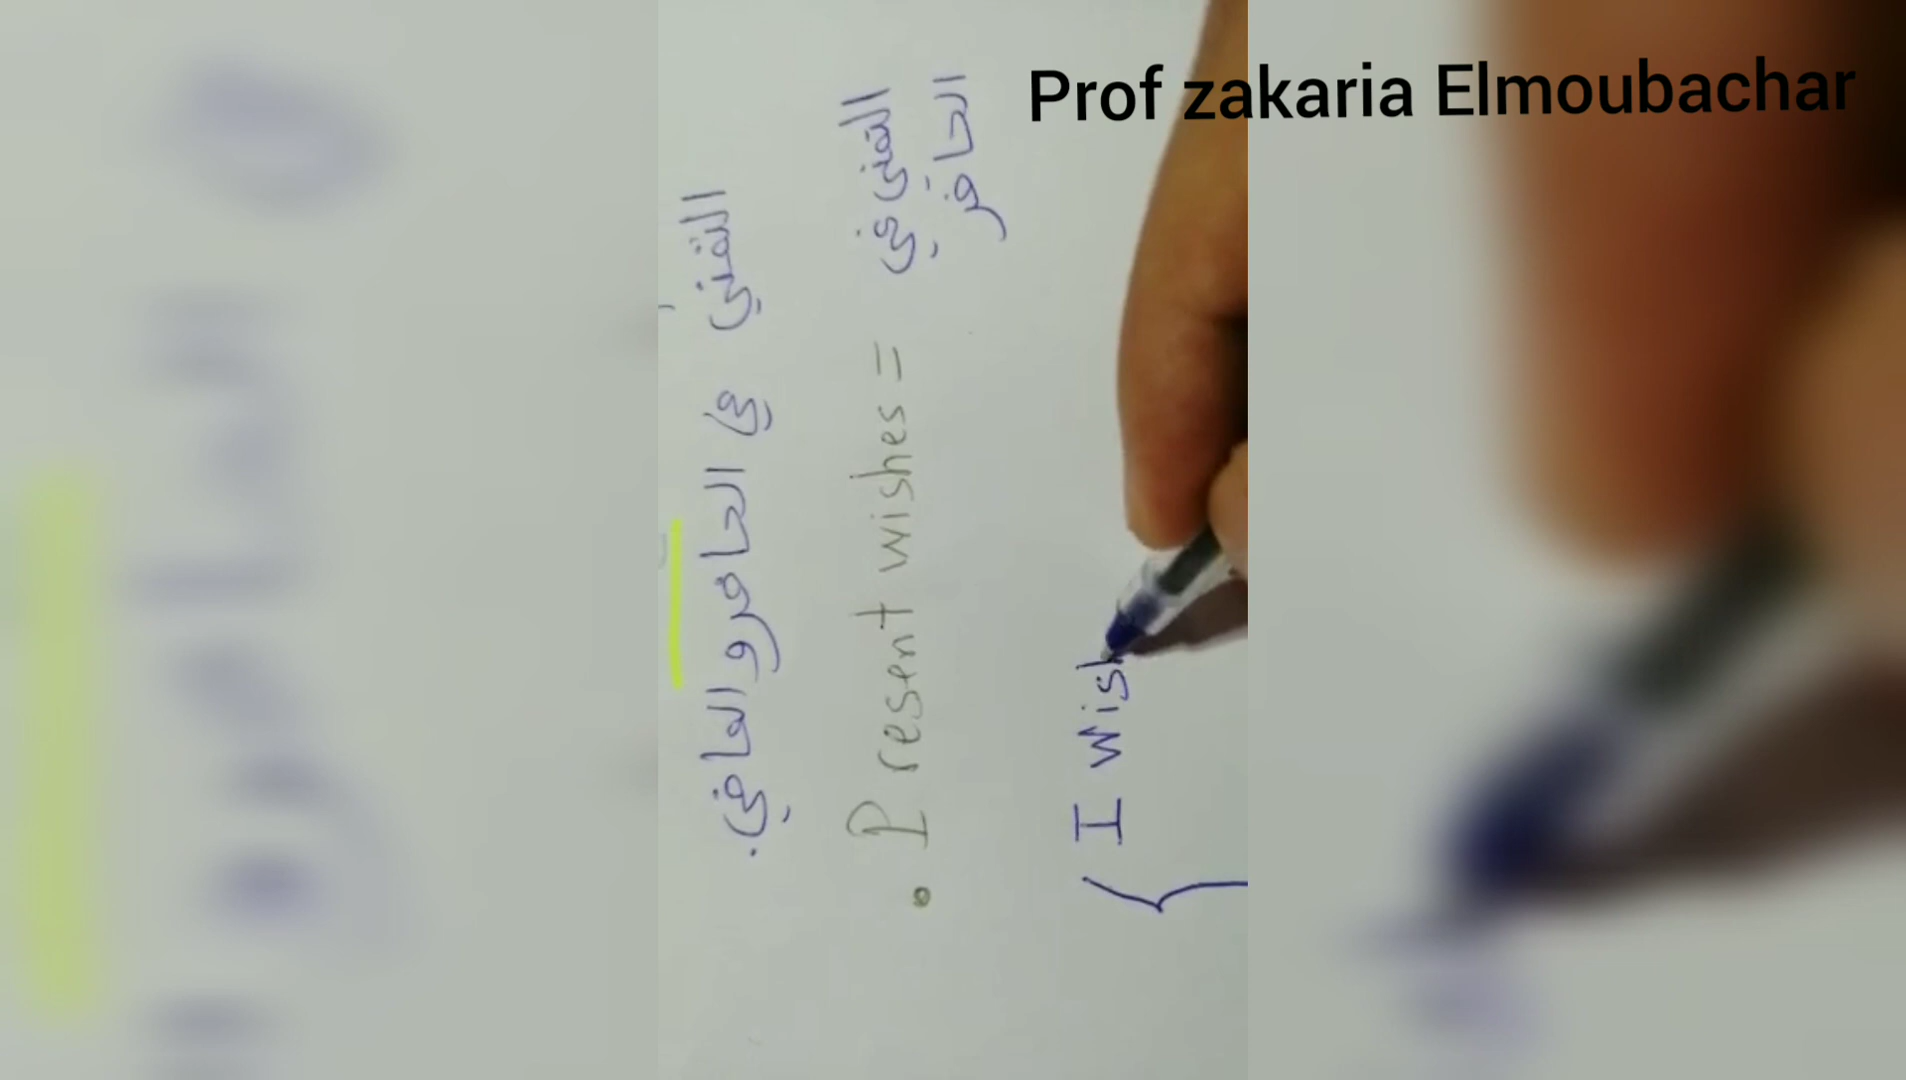 Prof zakaria Elmoubachar
التمني في الحاضر والماضي.
• Present wishes = التمني في
الحاضر
{ I wish